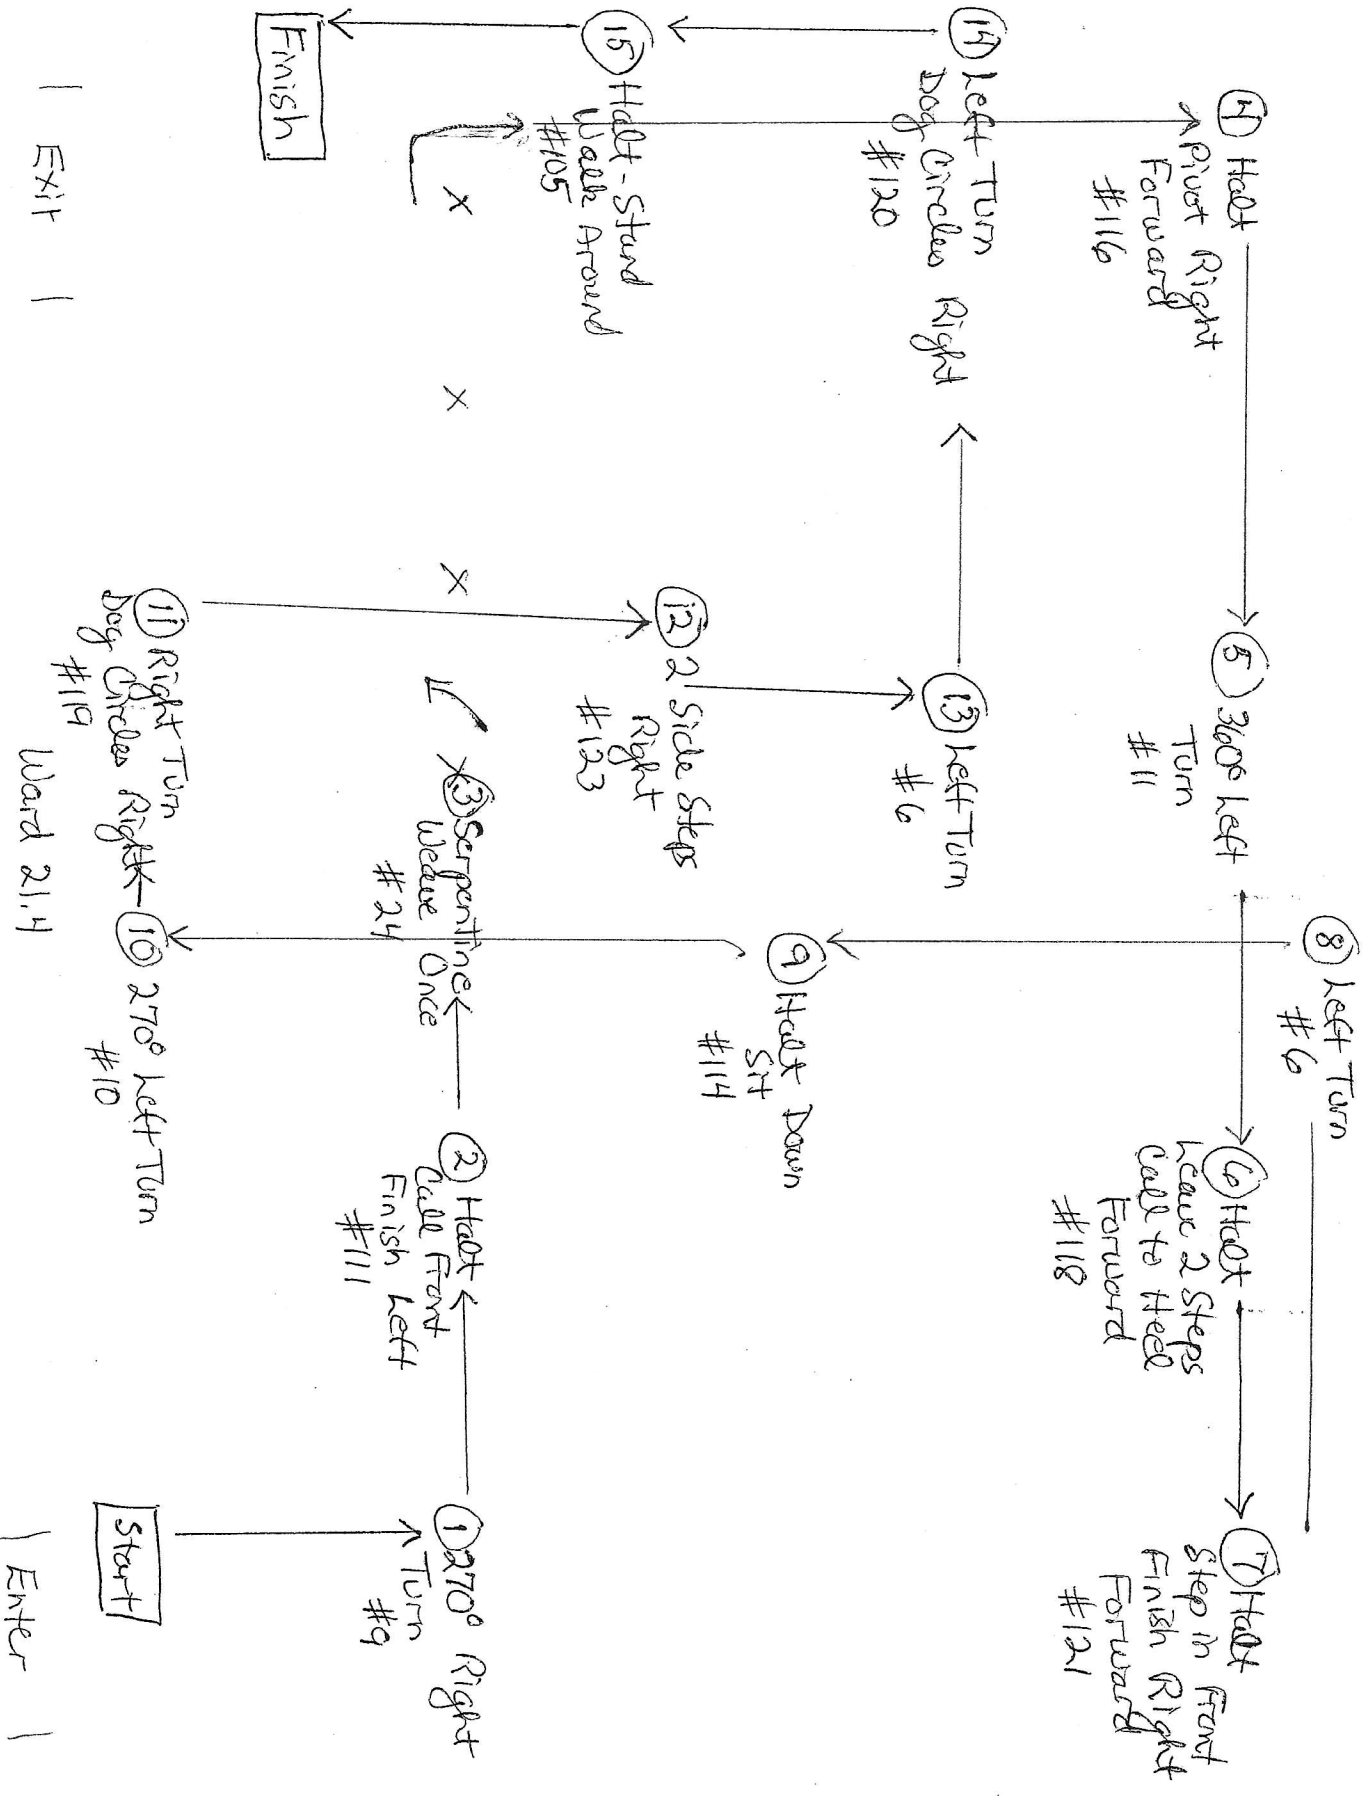 8 Left Turn
#6
4 Halt
Pivot Right
Forward
#116
5 360° Left
Turn
#11
6 Halt
Leave 2 Steps
Call to Heel
Forward
#118
7 Halt
Step in Front
Finish Right
Forward
#121
14 Left Turn
Dog Circles Right
#120
13 Left Turn
#6
9 Halt Down
Sit
#114
15 Halt-Stand
Walk Around
#105
12 2 Side Steps
Right
#123
x
x
x
x
3 Serpentine
Weave Once
#24
2 Halt
Call Front
Finish Left
#111
1 270° Right
Turn
#9
Finish
11 Right Turn
Dog Circles Right
#119
10 270° Left Turn
#10
Start
Exit
Ward 21.4
Enter